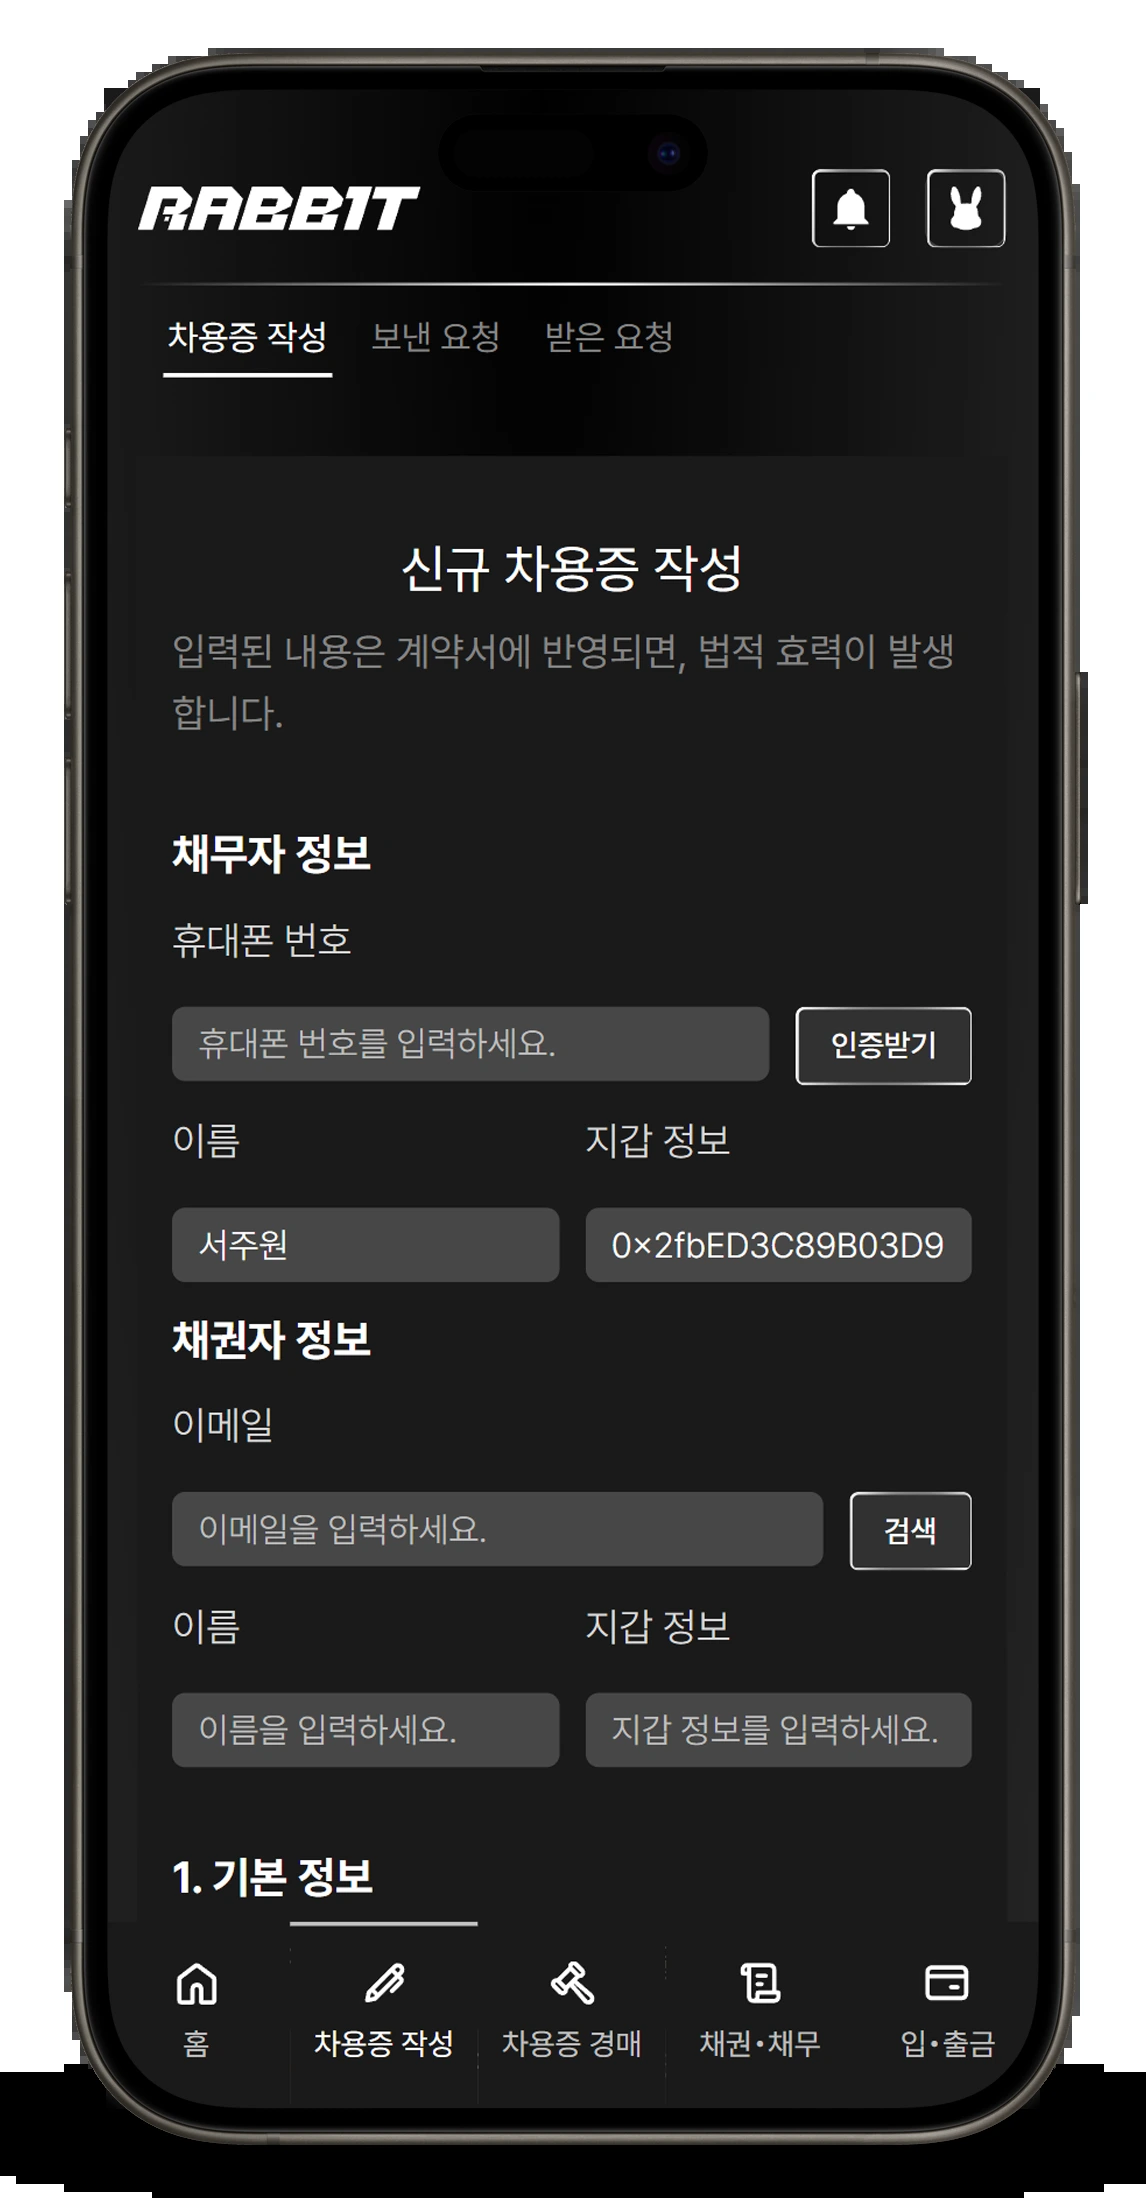 RABBIT
차용증 작성 보낸 요청 받은 요청
신규 차용증 작성
입력된 내용은 계약서에 반영되면, 법적 효력이 발생
합니다.
채무자 정보
휴대폰 번호
휴대폰 번호를 입력하세요. 인증받기
이름 지갑 정보
서주원 0×2fbED3C89B03D9
채권자 정보
이메일
이메일을 입력하세요. 검색
이름 지갑 정보
이름을 입력하세요. 지갑 정보를 입력하세요.
1. 기본 정보
홈 차용증 작성 차용증 경매 채권•채무 입•출금